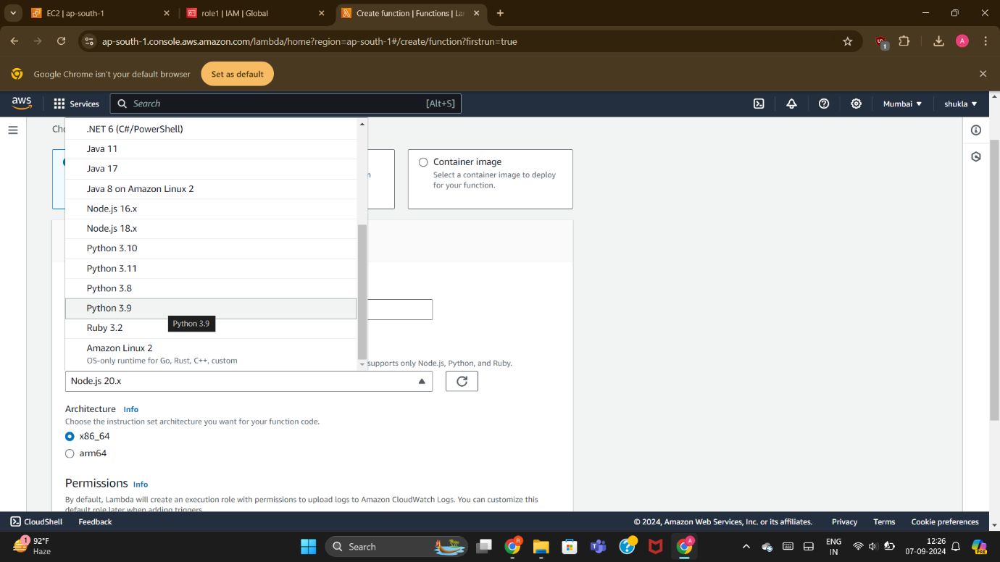 EC2 | ap-south-1
role1 | IAM | Global
Create function | Functions | La
ap-south-1.console.aws.amazon.com/lambda/home?region=ap-south-1#/create/function?firstrun=true
1
A
Google Chrome isn't your default browser
Set as default
aws
Services
Search
[Alt+S]
Mumbai
shukla
.NET 6 (C#/PowerShell)
Java 11
Java 17
Java 8 on Amazon Linux 2
Node.js 16.x
Node.js 18.x
Python 3.10
Python 3.11
Python 3.8
Python 3.9
Python 3.9
Ruby 3.2
Amazon Linux 2
OS-only runtime for Go, Rust, C++, custom
Container image
Select a container image to deploy
for your function.
supports only Node.js, Python, and Ruby.
Node.js 20.x
Architecture Info
Choose the instruction set architecture you want for your function code.
x86_64
arm64
Permissions Info
By default, Lambda will create an execution role with permissions to upload logs to Amazon CloudWatch Logs. You can customize this
default role later when adding triggers.
CloudShell Feedback
© 2024, Amazon Web Services, Inc. or its affiliates. Privacy Terms Cookie preferences
1
92°F
Haze
Search
R
A
ENG
IN
12:26
07-09-2024
PRE